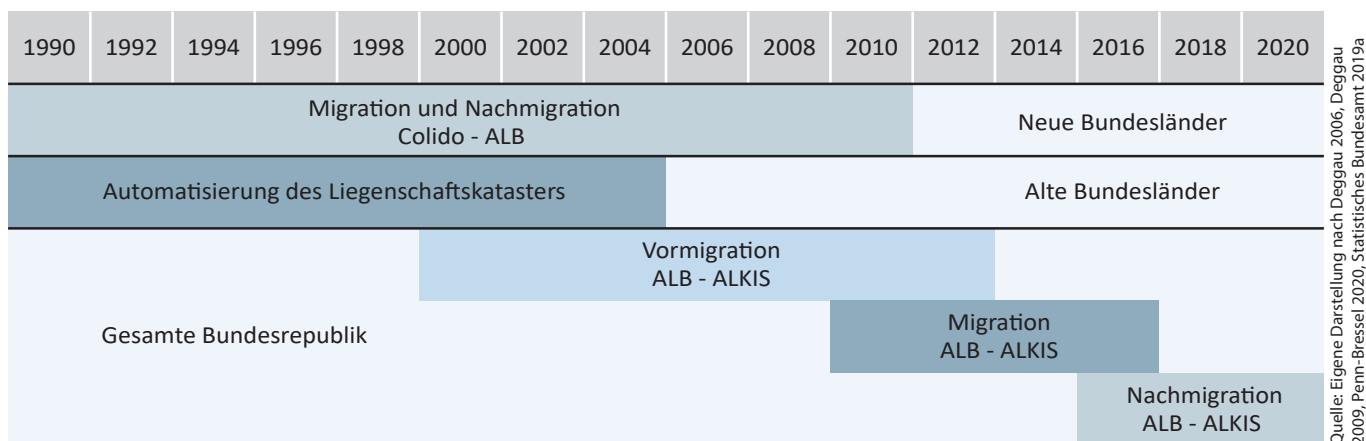 1990 1992 1994 1996 1998 2000 2002 2004 2006 2008 2010 2012 2014 2016 2018 2020
Migration und Nachmigration
Colido - ALB
Neue Bundesländer
Automatisierung des Liegenschaftskatasters
Alte Bundesländer
Vormigration
ALB - ALKIS
Gesamte Bundesrepublik
Migration
ALB - ALKIS
Nachmigration
ALB - ALKIS
Quelle: Eigene Darstellung nach Deggau 2006, Deggau
2009, Penn-Bressel 2020, Statistisches Bundesamt 2019a